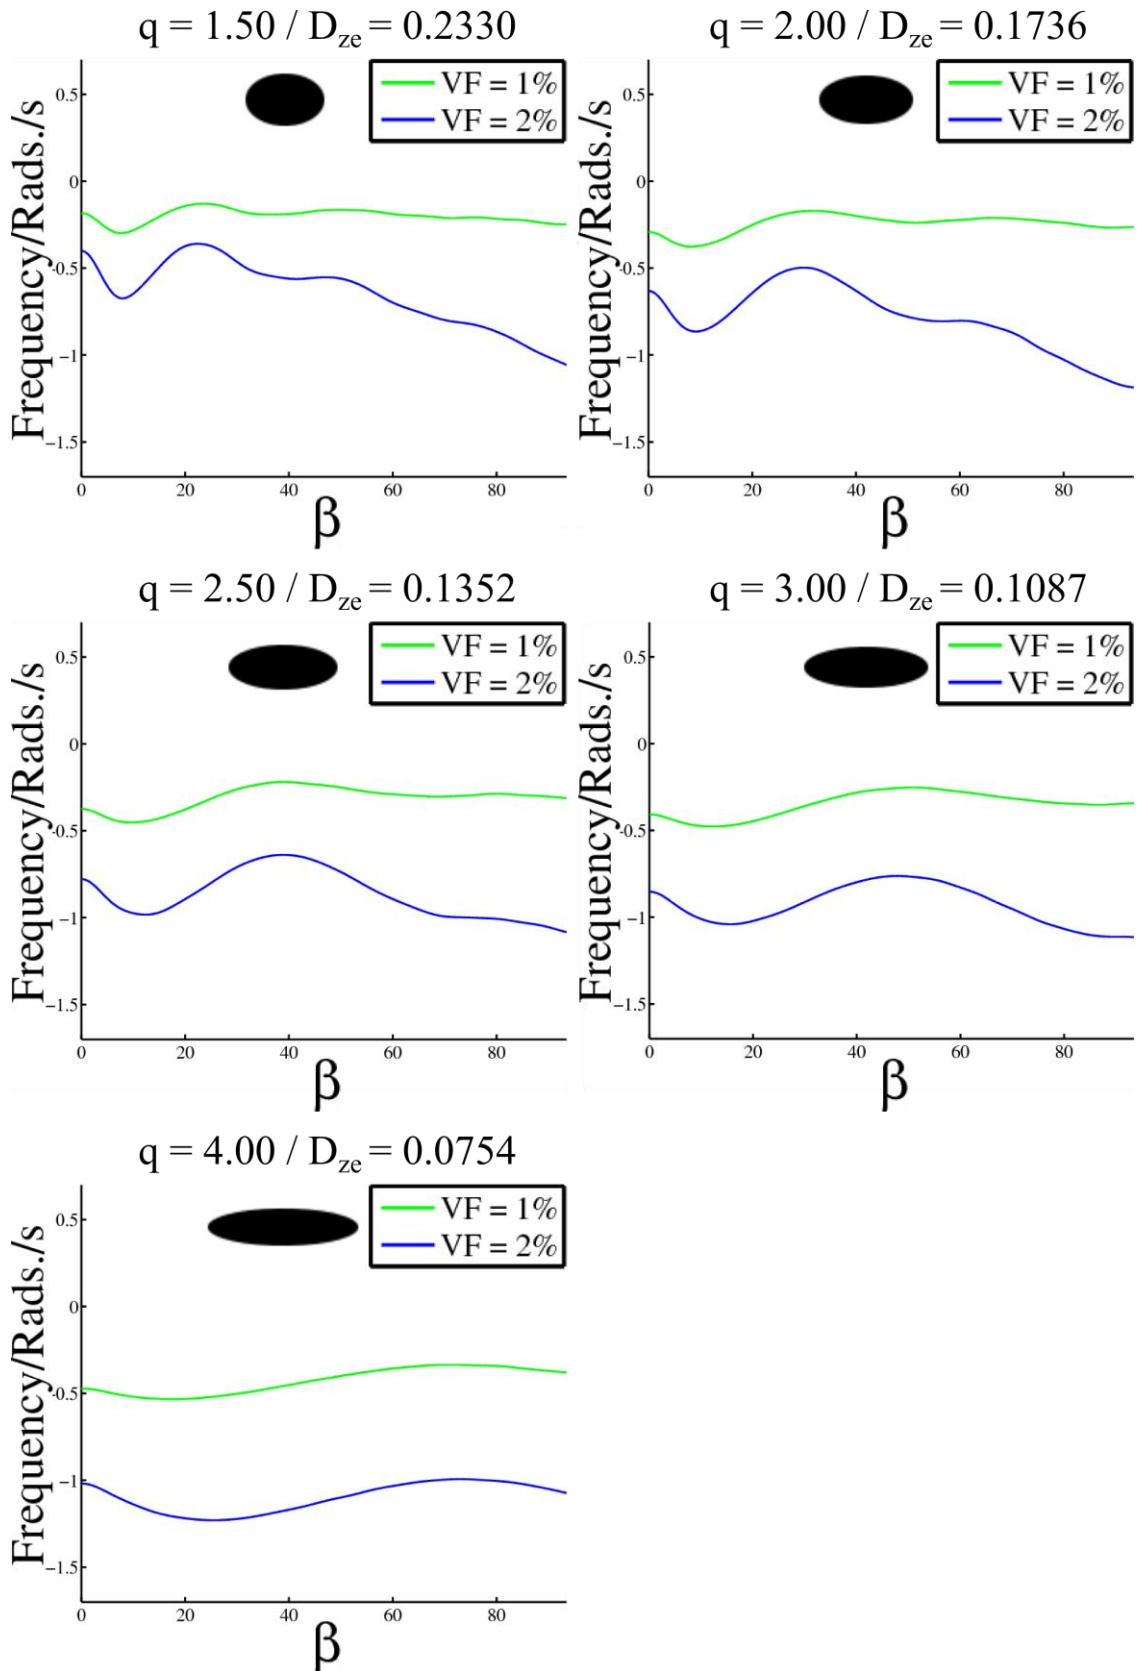 q = 1.50 / Dze = 0.2330
VF = 1%
VF = 2%
Frequency/Rads./s
0.5
0
-0.5
-1
-1.5
0 20 40 60 80
β
q = 2.00 / Dze = 0.1736
VF = 1%
VF = 2%
Frequency/Rads./s
0.5
0
-0.5
-1
-1.5
0 20 40 60 80
β
q = 2.50 / Dze = 0.1352
VF = 1%
VF = 2%
Frequency/Rads./s
0.5
0
-0.5
-1
-1.5
0 20 40 60 80
β
q = 3.00 / Dze = 0.1087
VF = 1%
VF = 2%
Frequency/Rads./s
0.5
0
-0.5
-1
-1.5
0 20 40 60 80
β
q = 4.00 / Dze = 0.0754
VF = 1%
VF = 2%
Frequency/Rads./s
0.5
0
-0.5
-1
-1.5
0 20 40 60 80
β